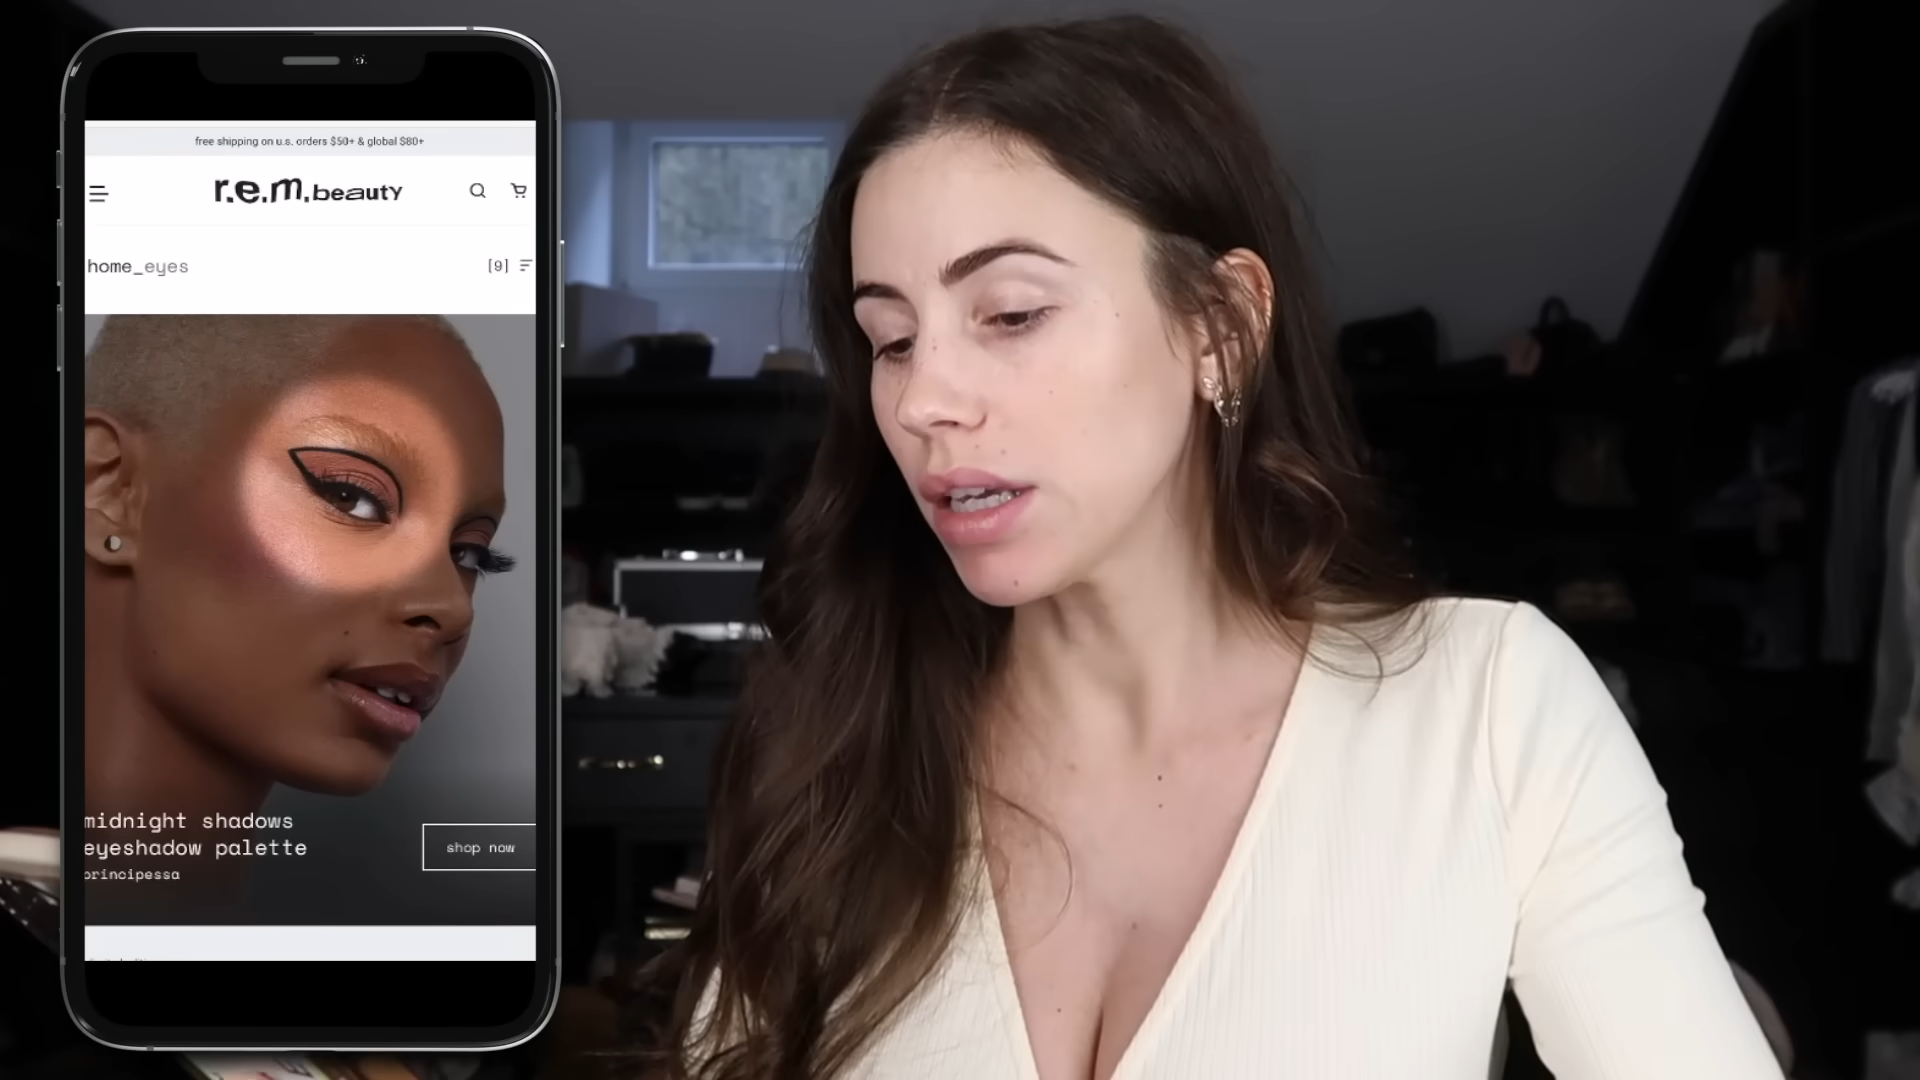 free shipping on u.s. orders $50+ & global $80+
r.e.m.beauty
home_eyes
[9]
midnight shadows
eyeshadow palette
shop now
principessa